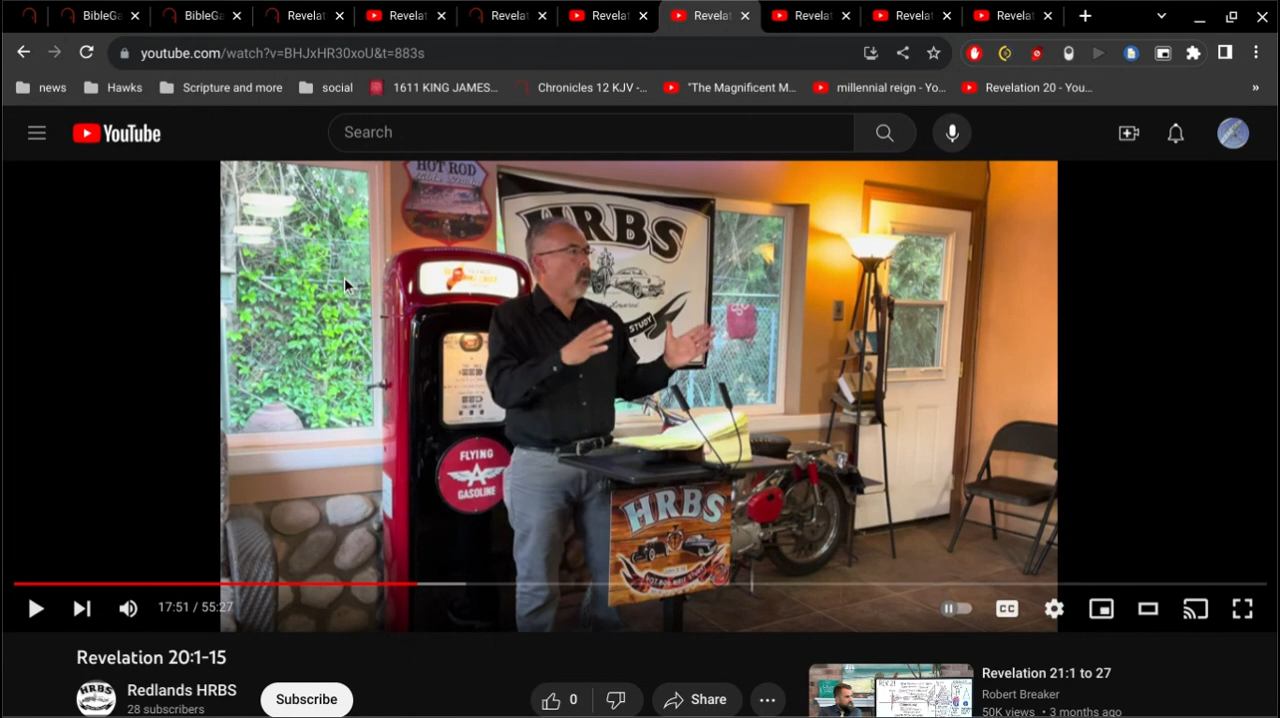 BibleGa
BibleGa
Revelat
Revelat
Revelat
Revelat
Revelat
Revelat
Revelat
Revelat
youtube.com/watch?v=BHJxHR30xoU&t=883s
news
Hawks
Scripture and more
social
1611 KING JAMES...
Chronicles 12 KJV -...
"The Magnificent M...
millennial reign - Yo...
Revelation 20 - You...
»
YouTube
Search
HOT ROD
HRBS
STUDY
FLYING
A
GASOLINE
HRBS
17:51 / 55:27
CC
Revelation 20:1-15
HRBS
Redlands HRBS
28 subscribers
Subscribe
0
Share
Revelation 21:1 to 27
Robert Breaker
50K views • 3 months ago